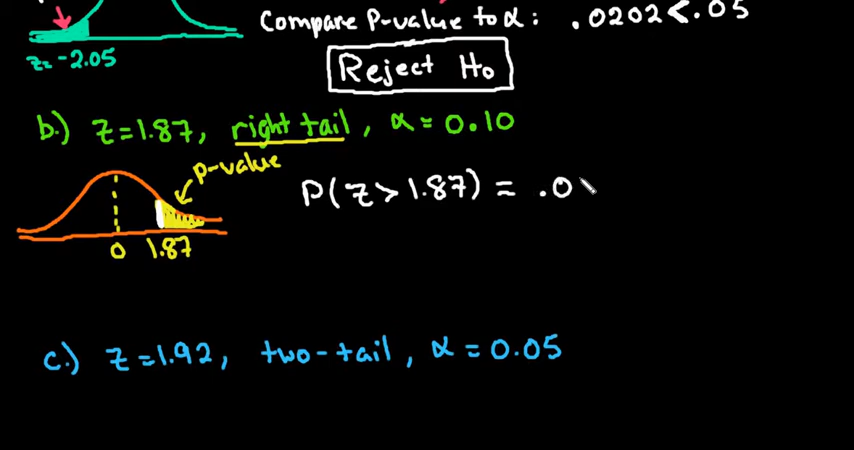 Compare P-value to α: .0202 < .05
z=-2.05
Reject H₀
b.) z=1.87, right tail, α = 0.10
p-value
P(z > 1.87) = .0
0 1.87
c.) z=1.92, two-tail, α = 0.05